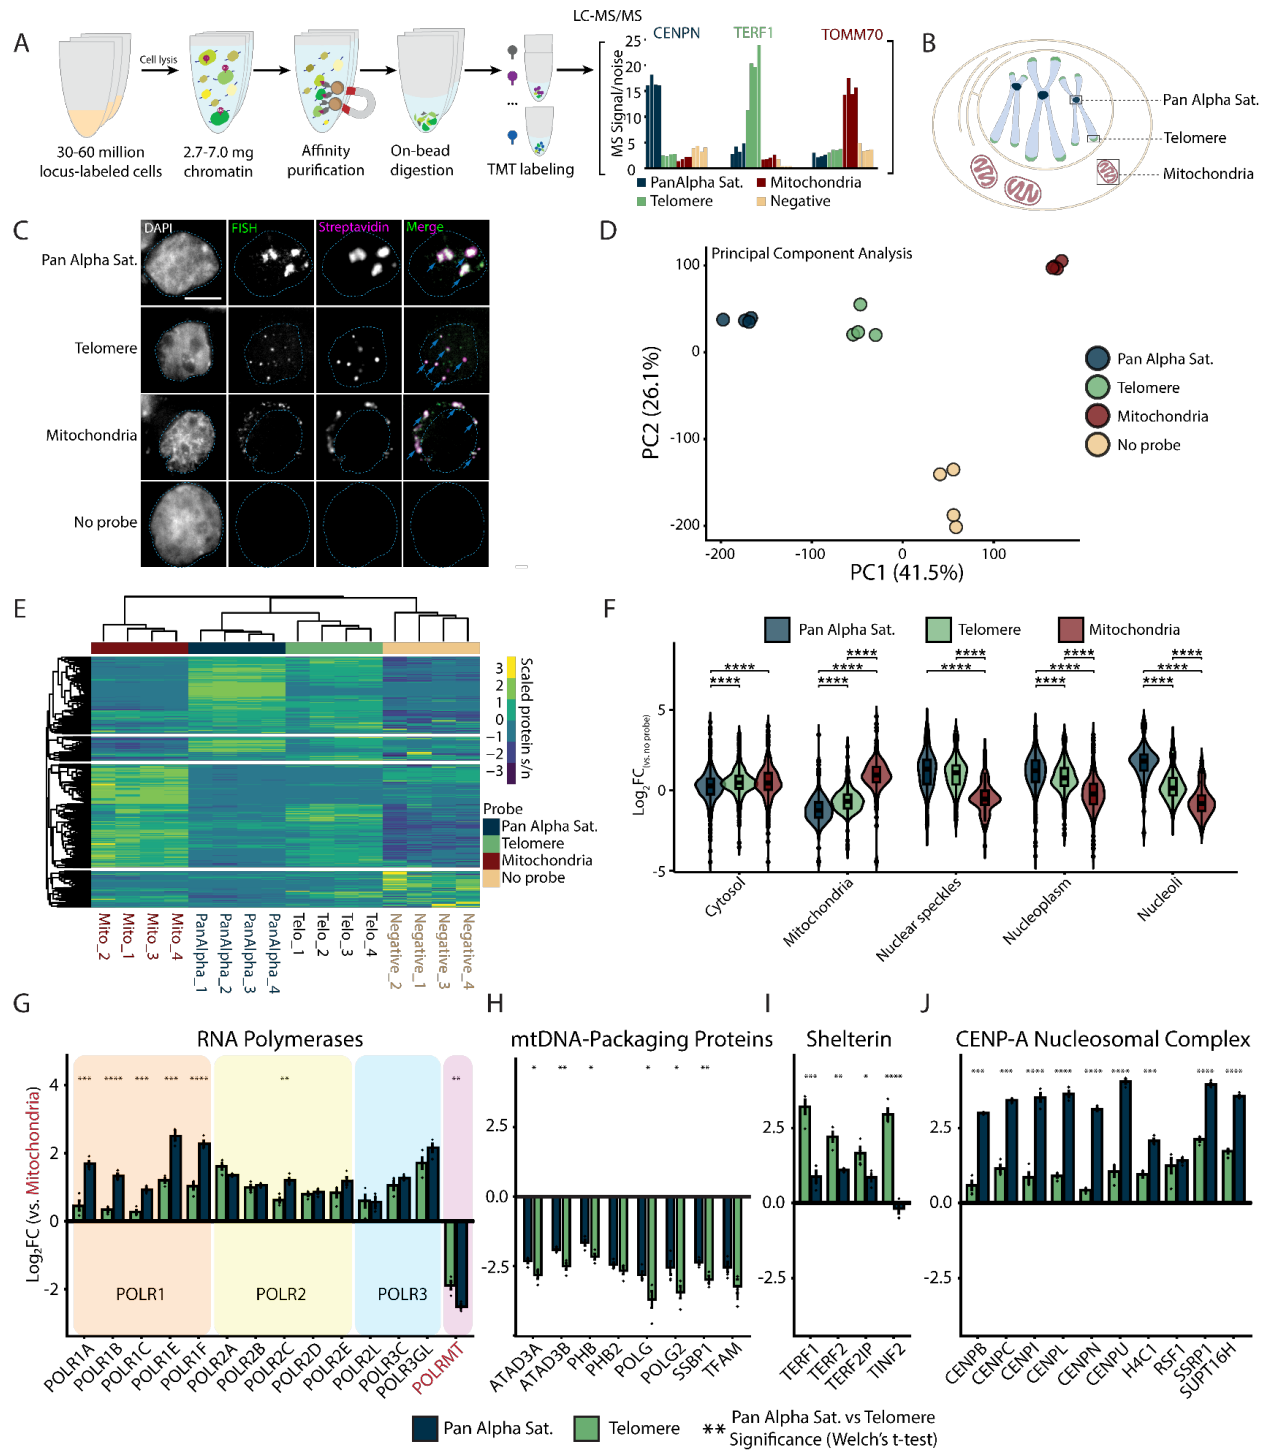 A
Cell lysis
30-60 million
locus-labeled cells
2.7-7.0 mg
chromatin
Affinity
purification
On-bead
digestion
...
TMT labeling
LC-MS/MS
MS Signal/noise
25
20
15
10
5
0
CENPN
TERF1
TOMM70
PanAlpha Sat.
Mitochondria
Telomere
Negative
B
Pan Alpha Sat.
Telomere
Mitochondria
C
DAPI
FISH
Streptavidin
Merge
Pan Alpha Sat.
Telomere
Mitochondria
No probe
D
Principal Component Analysis
PC2 (26.1%)
100
0
-100
-200
-200
-100
0
100
PC1 (41.5%)
Pan Alpha Sat.
Telomere
Mitochondria
No probe
E
3
2
1
0
−1
−2
−3
Scaled protein s/n
Probe
Pan Alpha Sat.
Telomere
Mitochondria
No probe
Mito_2
Mito_1
Mito_3
Mito_4
PanAlpha_1
PanAlpha_2
PanAlpha_3
PanAlpha_4
Telo_1
Telo_2
Telo_3
Telo_4
Negative_2
Negative_1
Negative_3
Negative_4
F
Pan Alpha Sat.
Telomere
Mitochondria
Log2FC(vs. no probe)
5
0
-5
**** **** **** **** **** **** **** **** **** **** **** **** ****
Cytosol
Mitochondria
Nuclear speckles
Nucleoplasm
Nucleoli
G
RNA Polymerases
Log2FC (vs. Mitochondria)
4
2
0
-2
*** **** *** *** **** ** **
POLR1
POLR2
POLR3
POLR1A
POLR1B
POLR1C
POLR1E
POLR1F
POLR2A
POLR2B
POLR2C
POLR2D
POLR2E
POLR2L
POLR3C
POLR3GL
POLRMT
H
mtDNA-Packaging Proteins
2.5
0.0
-2.5
* ** * * * **
ATAD3A
ATAD3B
PHB
PHB2
POLG
POLG2
SSBP1
TFAM
I
Shelterin
2.5
0.0
-2.5
*** ** * ****
TERF1
TERF2
TERF2IP
TINF2
J
CENP-A Nucleosomal Complex
2.5
0.0
-2.5
*** *** **** **** **** **** *** **** ****
CENPB
CENPC
CENPI
CENPL
CENPN
CENPU
H4C1
RSF1
SSRP1
SUPT16H
Pan Alpha Sat.
Telomere
** Pan Alpha Sat. vs Telomere
Significance (Welch's t-test)